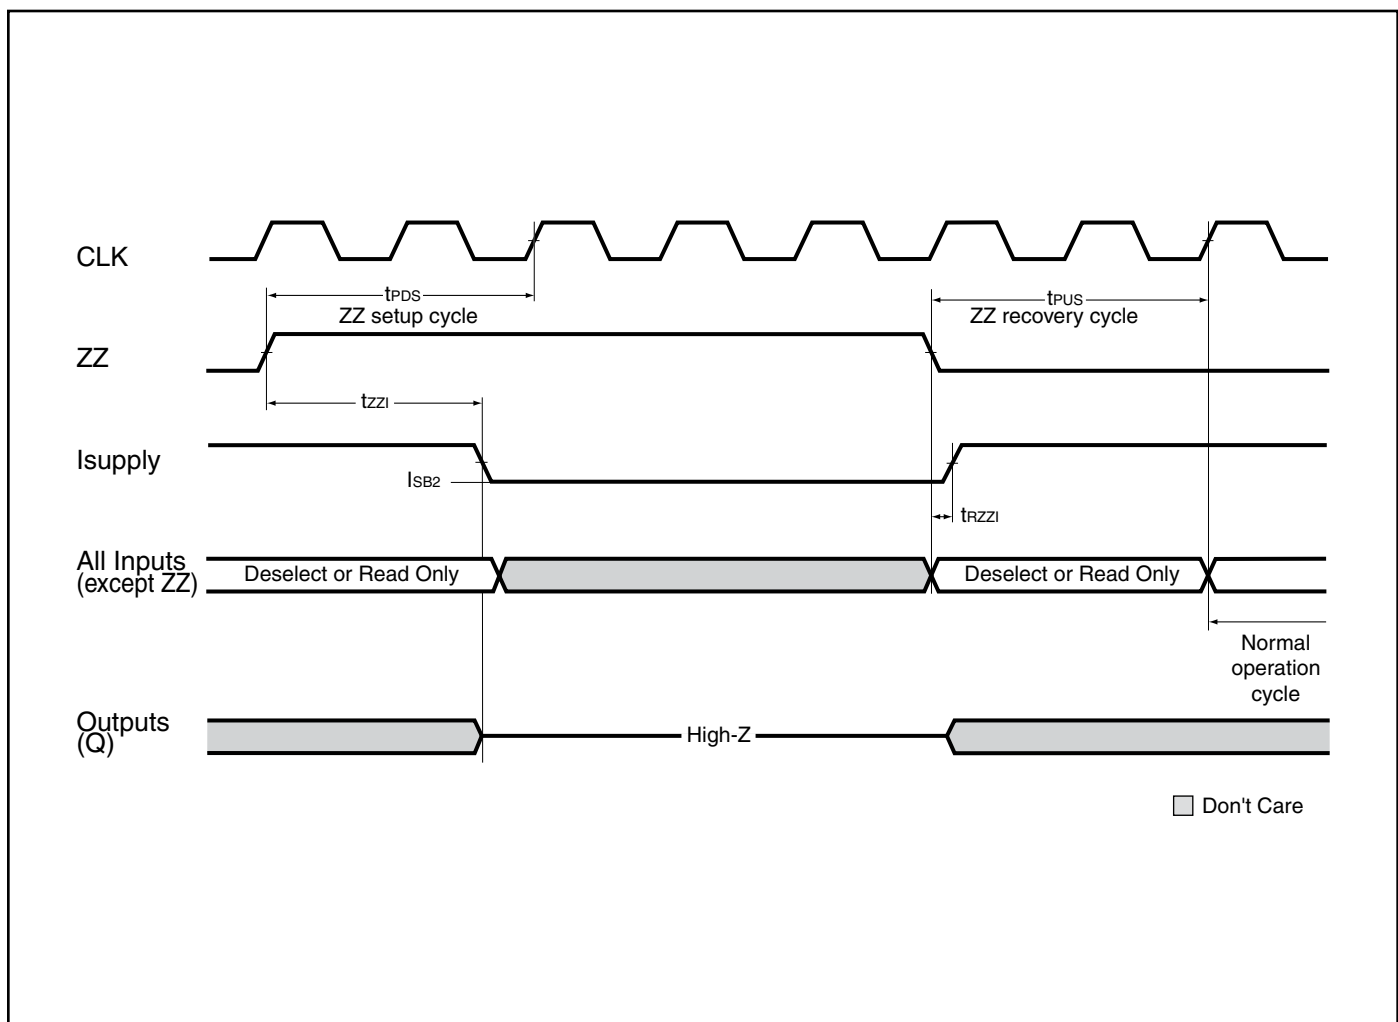 CLK
tPDS
ZZ setup cycle
tPUS
ZZ recovery cycle
ZZ
tZZI
Isupply
ISB2
tRZZI
All Inputs
(except ZZ)
Deselect or Read Only
Deselect or Read Only
Normal
operation
cycle
Outputs
(Q)
High-Z
Don't Care